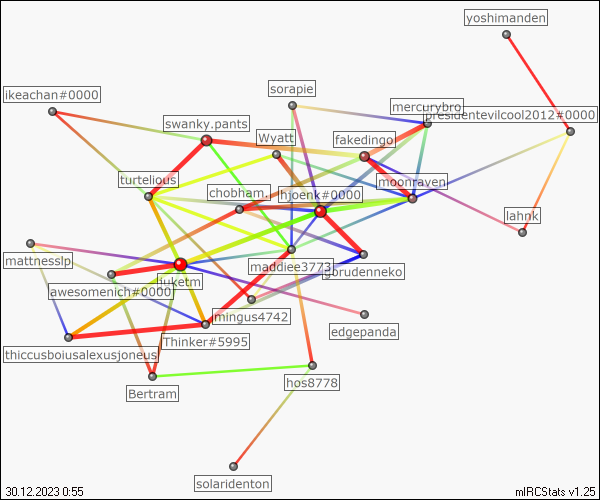 yoshimanden
ikeachan#0000
sorapie
mercurybro
presidentevilcool2012#0000
swanky.pants
Wyatt
fakedingo
turtelious
chobham.
hjoenk#0000
moonraven
lahnk
mattnesslp
maddiee3773
gorudenneko
luketm
awesomenich#0000
mingus4742
edgepanda
Thinker#5995
thiccusboiusalexusjoneus
Bertram
hos8778
solaridenton
30.12.2023 0:55
mIRCStats v1.25